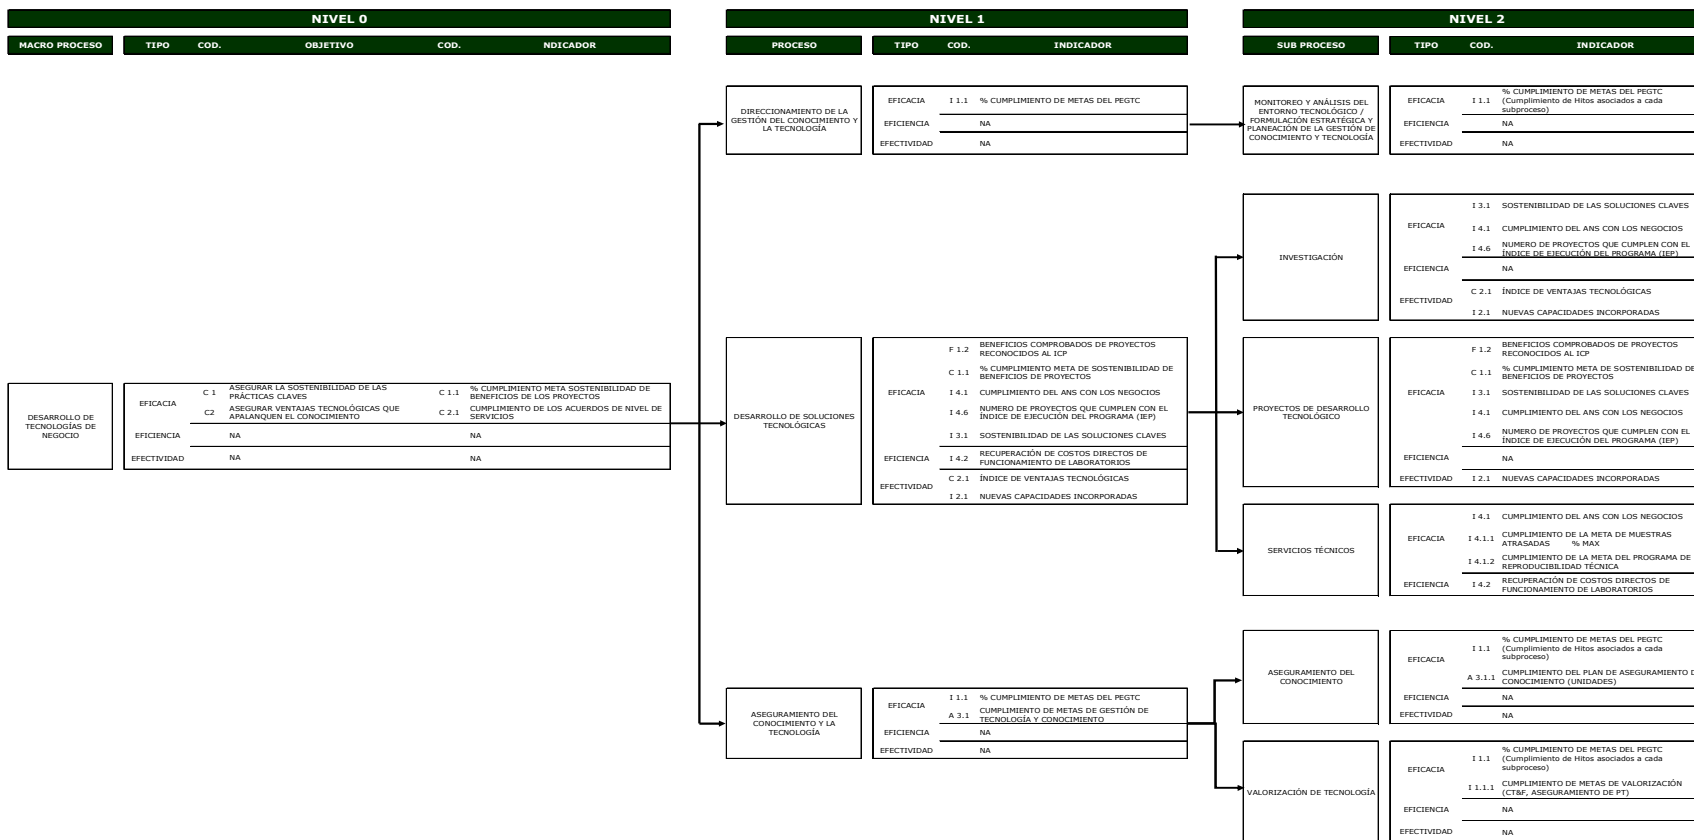 NIVEL 0
MACRO PROCESO
TIPO
COD.
OBJETIVO
COD.
NDICADOR
DESARROLLO DE
TECNOLOGÍAS DE
NEGOCIO
EFICACIA
C 1
ASEGURAR LA SOSTENIBILIDAD DE LAS
PRÁCTICAS CLAVES
C 1.1
% CUMPLIMIENTO META SOSTENIBILIDAD DE
BENEFICIOS DE LOS PROYECTOS
C2
ASEGURAR VENTAJAS TECNOLÓGICAS QUE
APALANQUEN EL CONOCIMIENTO
C 2.1
CUMPLIMIENTO DE LOS ACUERDOS DE NIVEL DE
SERVICIOS
EFICIENCIA
NA
NA
EFECTIVIDAD
NA
NA
NIVEL 1
PROCESO
TIPO
COD.
INDICADOR
DIRECCIONAMIENTO DE LA
GESTIÓN DEL CONOCIMIENTO Y
LA TECNOLOGÍA
EFICACIA
I 1.1
% CUMPLIMIENTO DE METAS DEL PEGTC
EFICIENCIA
NA
EFECTIVIDAD
NA
DESARROLLO DE SOLUCIONES
TECNOLÓGICAS
EFICACIA
F 1.2
BENEFICIOS COMPROBADOS DE PROYECTOS
RECONOCIDOS AL ICP
C 1.1
% CUMPLIMIENTO META DE SOSTENIBILIDAD DE
BENEFICIOS DE PROYECTOS
I 4.1
CUMPLIMIENTO DEL ANS CON LOS NEGOCIOS
I 4.6
NUMERO DE PROYECTOS QUE CUMPLEN CON EL
ÍNDICE DE EJECUCIÓN DEL PROGRAMA (IEP)
I 3.1
SOSTENIBILIDAD DE LAS SOLUCIONES CLAVES
EFICIENCIA
I 4.2
RECUPERACIÓN DE COSTOS DIRECTOS DE
FUNCIONAMIENTO DE LABORATORIOS
EFECTIVIDAD
C 2.1
ÍNDICE DE VENTAJAS TECNOLÓGICAS
I 2.1
NUEVAS CAPACIDADES INCORPORADAS
ASEGURAMIENTO DEL
CONOCIMIENTO Y LA
TECNOLOGÍA
EFICACIA
I 1.1
% CUMPLIMIENTO DE METAS DEL PEGTC
A 3.1
CUMPLIMIENTO DE METAS DE GESTIÓN DE
TECNOLOGÍA Y CONOCIMIENTO
EFICIENCIA
NA
EFECTIVIDAD
NA
NIVEL 2
SUB PROCESO
TIPO
COD.
INDICADOR
MONITOREO Y ANÁLISIS DEL
ENTORNO TECNOLÓGICO /
FORMULACIÓN ESTRATÉGICA Y
PLANEACIÓN DE LA GESTIÓN DE
CONOCIMIENTO Y TECNOLOGÍA
EFICACIA
I 1.1
% CUMPLIMIENTO DE METAS DEL PEGTC
(Cumplimiento de Hitos asociados a cada
subproceso)
EFICIENCIA
NA
EFECTIVIDAD
NA
INVESTIGACIÓN
EFICACIA
I 3.1
SOSTENIBILIDAD DE LAS SOLUCIONES CLAVES
I 4.1
CUMPLIMIENTO DEL ANS CON LOS NEGOCIOS
I 4.6
NUMERO DE PROYECTOS QUE CUMPLEN CON EL
ÍNDICE DE EJECUCIÓN DEL PROGRAMA (IEP)
EFICIENCIA
NA
EFECTIVIDAD
C 2.1
ÍNDICE DE VENTAJAS TECNOLÓGICAS
I 2.1
NUEVAS CAPACIDADES INCORPORADAS
PROYECTOS DE DESARROLLO
TECNOLÓGICO
EFICACIA
F 1.2
BENEFICIOS COMPROBADOS DE PROYECTOS
RECONOCIDOS AL ICP
C 1.1
% CUMPLIMIENTO META DE SOSTENIBILIDAD DE
BENEFICIOS DE PROYECTOS
I 3.1
SOSTENIBILIDAD DE LAS SOLUCIONES CLAVES
I 4.1
CUMPLIMIENTO DEL ANS CON LOS NEGOCIOS
I 4.6
NUMERO DE PROYECTOS QUE CUMPLEN CON EL
ÍNDICE DE EJECUCIÓN DEL PROGRAMA (IEP)
EFICIENCIA
NA
EFECTIVIDAD
I 2.1
NUEVAS CAPACIDADES INCORPORADAS
SERVICIOS TÉCNICOS
EFICACIA
I 4.1
CUMPLIMIENTO DEL ANS CON LOS NEGOCIOS
I 4.1.1
CUMPLIMIENTO DE LA META DE MUESTRAS
ATRASADAS % MAX
I 4.1.2
CUMPLIMIENTO DE LA META DEL PROGRAMA DE
REPRODUCIBILIDAD TÉCNICA
EFICIENCIA
I 4.2
RECUPERACIÓN DE COSTOS DIRECTOS DE
FUNCIONAMIENTO DE LABORATORIOS
ASEGURAMIENTO DEL
CONOCIMIENTO
EFICACIA
I 1.1
% CUMPLIMIENTO DE METAS DEL PEGTC
(Cumplimiento de Hitos asociados a cada
subproceso)
A 3.1.1
CUMPLIMIENTO DEL PLAN DE ASEGURAMIENTO
CONOCIMIENTO (UNIDADES)
EFICIENCIA
NA
EFECTIVIDAD
NA
VALORIZACIÓN DE TECNOLOGÍA
EFICACIA
I 1.1
% CUMPLIMIENTO DE METAS DEL PEGTC
(Cumplimiento de Hitos asociados a cada
subproceso)
I 1.1.1
CUMPLIMIENTO DE METAS DE VALORIZACIÓN
(CT&F, ASEGURAMIENTO DE PT)
EFICIENCIA
NA
EFECTIVIDAD
NA